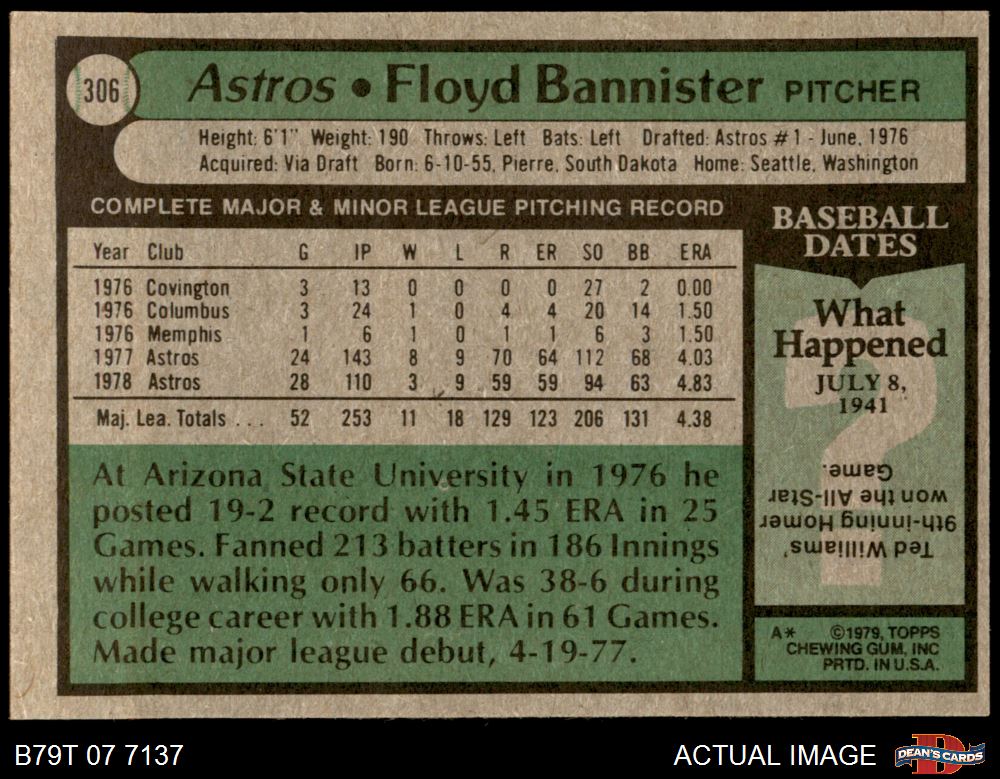 306
Astros • Floyd Bannister PITCHER
Height: 6'1" Weight: 190 Throws: Left Bats: Left Drafted: Astros #1 - June, 1976
Acquired: Via Draft Born: 6-10-55, Pierre, South Dakota Home: Seattle, Washington
COMPLETE MAJOR & MINOR LEAGUE PITCHING RECORD
Year Club G IP W L R ER SO BB ERA
1976 Covington 3 13 0 0 0 0 27 2 0.00
1976 Columbus 3 24 1 0 4 4 20 14 1.50
1976 Memphis 1 6 1 0 1 1 6 3 1.50
1977 Astros 24 143 8 9 70 64 112 68 4.03
1978 Astros 28 110 3 9 59 59 94 63 4.83
Maj. Lea. Totals . . . 52 253 11 18 129 123 206 131 4.38
At Arizona State University in 1976 he
posted 19-2 record with 1.45 ERA in 25
Games. Fanned 213 batters in 186 Innings
while walking only 66. Was 38-6 during
college career with 1.88 ERA in 61 Games.
Made major league debut, 4-19-77.
BASEBALL
DATES
What
Happened
JULY 8,
1941
?
Ted Williams'
9th-inning Homer
won the All-Star
Game.
A* ©1979, TOPPS
CHEWING GUM, INC
PRTD. IN U.S.A.
B79T 07 7137
ACTUAL IMAGE
DEAN'S CARDS